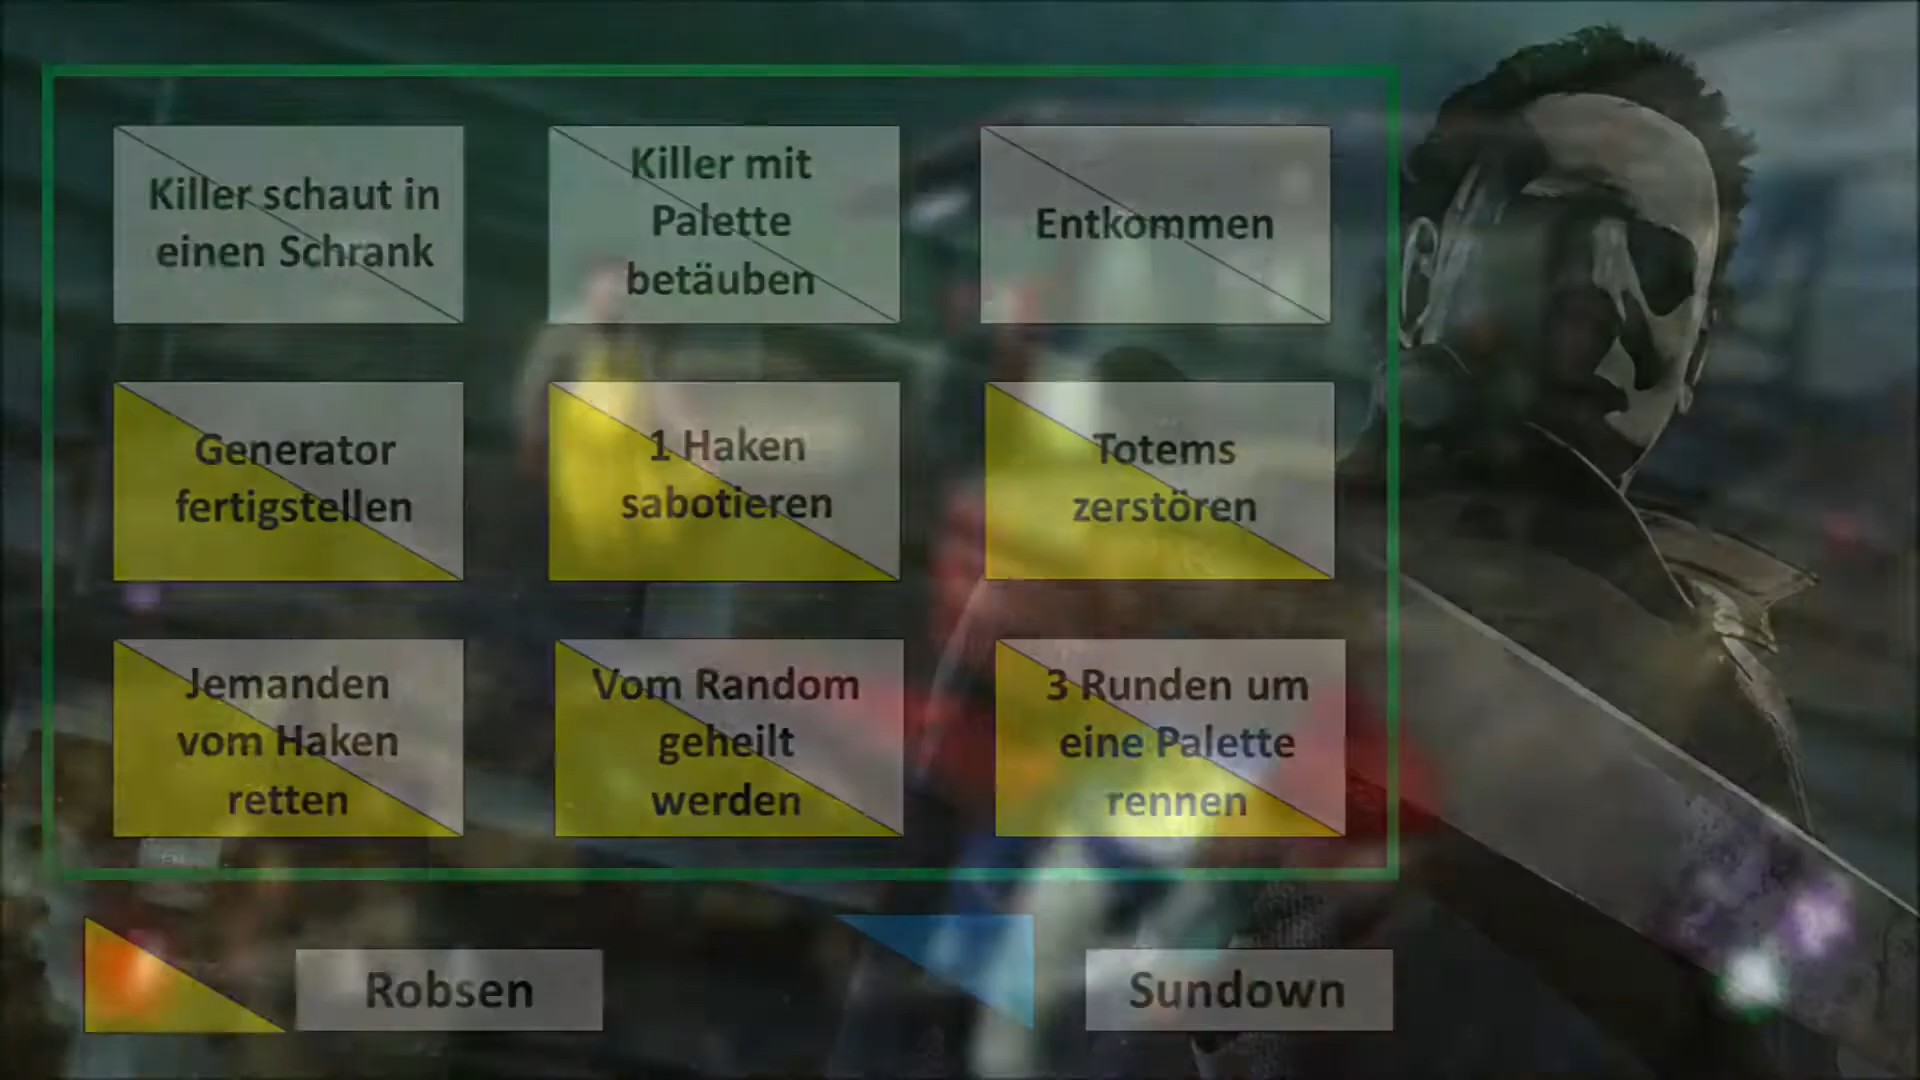 Killer schaut in
einen Schrank
Killer mit
Palette
betäuben
Entkommen
Generator
fertigstellen
1 Haken
sabotieren
Totems
zerstören
Jemanden
vom Haken
retten
Vom Random
geheilt
werden
3 Runden um
eine Palette
rennen
Robsen
Sundown